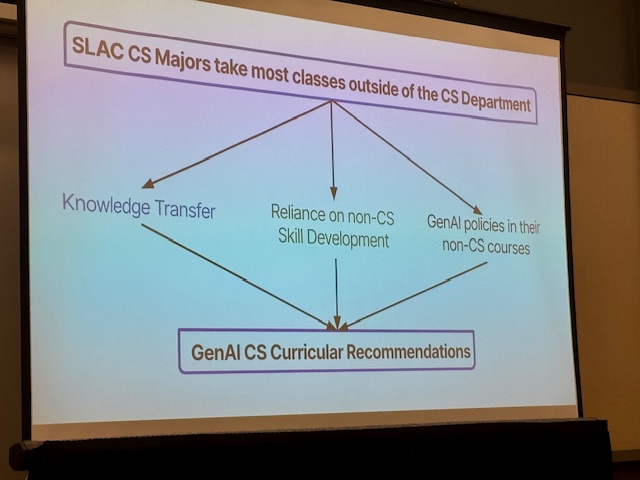 SLAC CS Majors take most classes outside of the CS Department
Knowledge Transfer
Reliance on non-CS
Skill Development
GenAI policies in their
non-CS courses
GenAI CS Curricular Recommendations